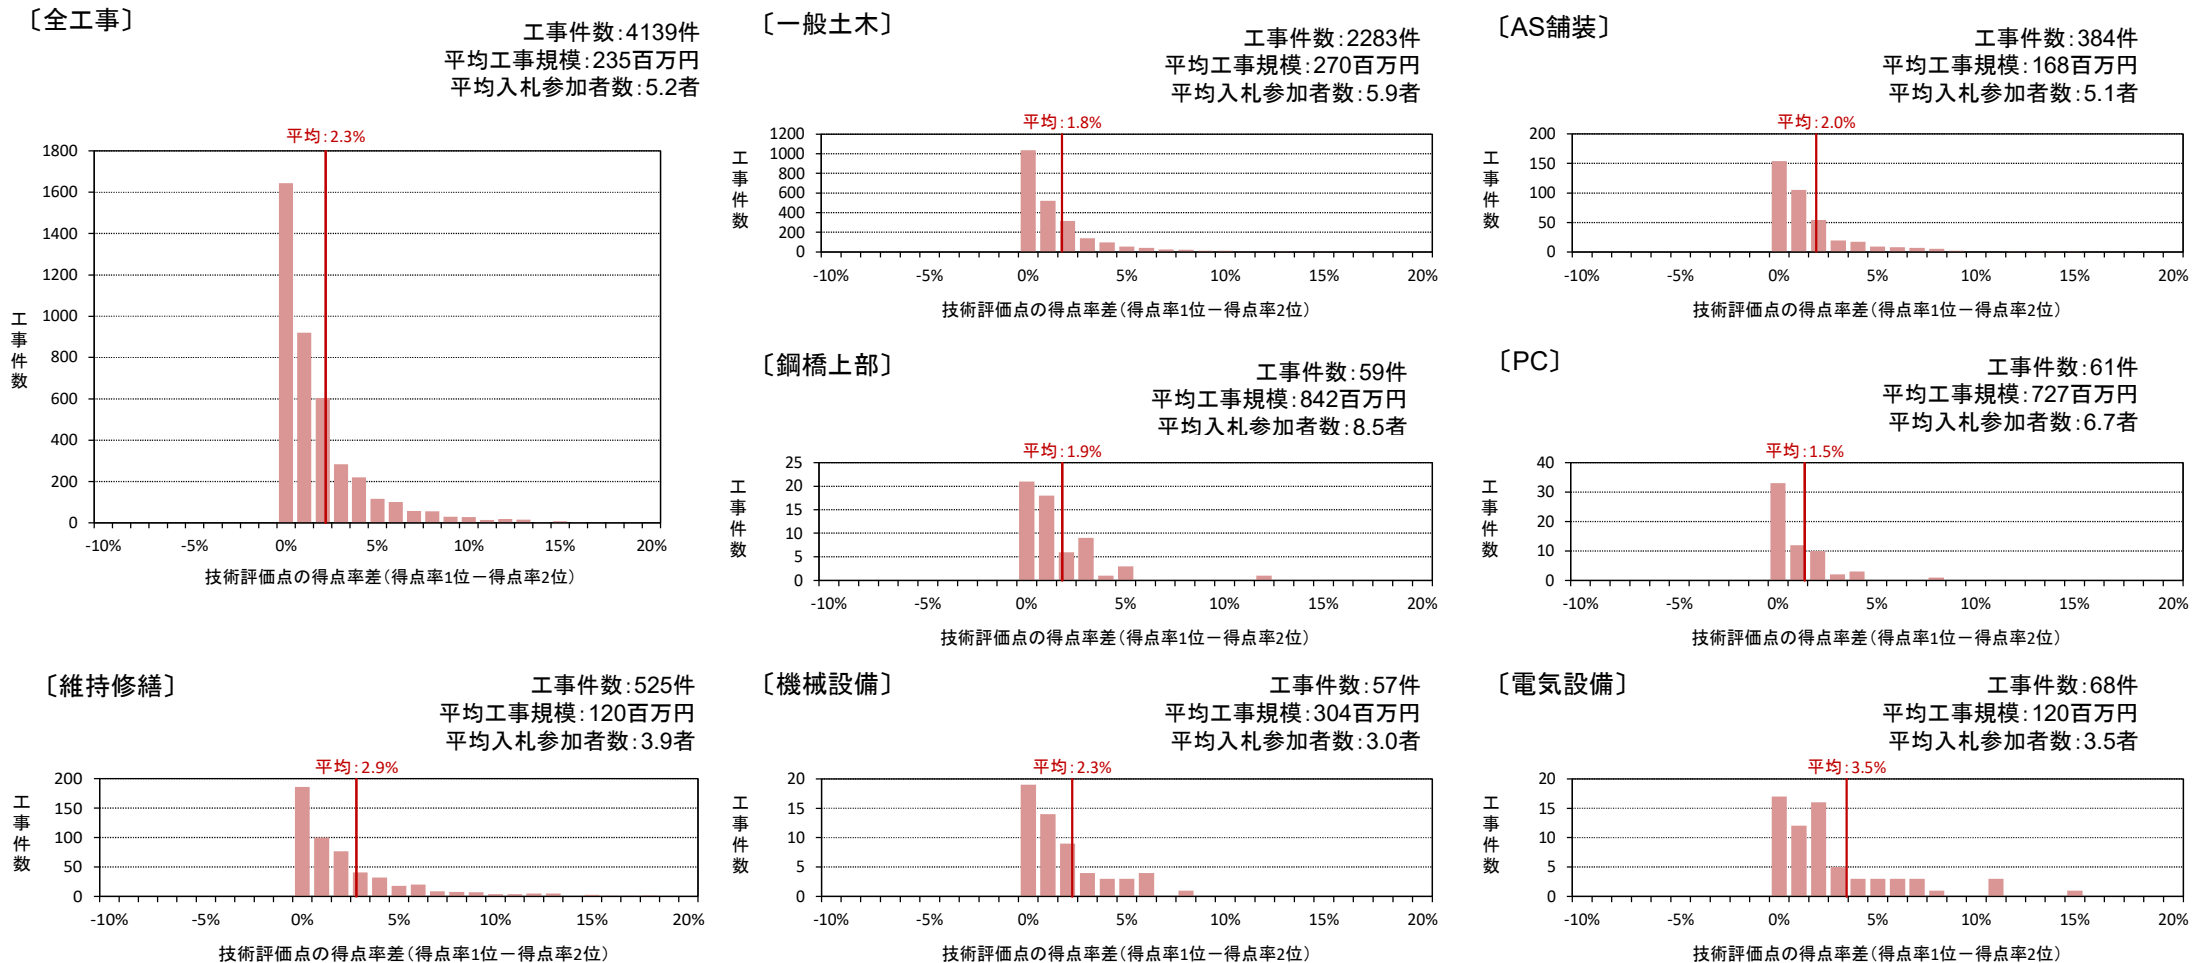 〔全工事〕
工事件数:4139件
平均工事規模:235百万円
平均入札参加者数:5.2者
平均:2.3%
工事件数
1800
1600
1400
1200
1000
800
600
400
200
0
-10% -5% 0% 5% 10% 15% 20%
技術評価点の得点率差(得点率1位－得点率2位)
〔一般土木〕
工事件数:2283件
平均工事規模:270百万円
平均入札参加者数:5.9者
平均:1.8%
工事件数
1200
1000
800
600
400
200
0
-10% -5% 0% 5% 10% 15% 20%
技術評価点の得点率差(得点率1位－得点率2位)
〔AS舗装〕
工事件数:384件
平均工事規模:168百万円
平均入札参加者数:5.1者
平均:2.0%
工事件数
200
150
100
50
0
-10% -5% 0% 5% 10% 15% 20%
技術評価点の得点率差(得点率1位－得点率2位)
〔鋼橋上部〕
工事件数:59件
平均工事規模:842百万円
平均入札参加者数:8.5者
平均:1.9%
工事件数
25
20
15
10
5
0
-10% -5% 0% 5% 10% 15% 20%
技術評価点の得点率差(得点率1位－得点率2位)
〔PC〕
工事件数:61件
平均工事規模:727百万円
平均入札参加者数:6.7者
平均:1.5%
工事件数
40
30
20
10
0
-10% -5% 0% 5% 10% 15% 20%
技術評価点の得点率差(得点率1位－得点率2位)
〔維持修繕〕
工事件数:525件
平均工事規模:120百万円
平均入札参加者数:3.9者
平均:2.9%
工事件数
200
150
100
50
0
-10% -5% 0% 5% 10% 15% 20%
技術評価点の得点率差(得点率1位－得点率2位)
〔機械設備〕
工事件数:57件
平均工事規模:304百万円
平均入札参加者数:3.0者
平均:2.3%
工事件数
20
15
10
5
0
-10% -5% 0% 5% 10% 15% 20%
技術評価点の得点率差(得点率1位－得点率2位)
〔電気設備〕
工事件数:68件
平均工事規模:120百万円
平均入札参加者数:3.5者
平均:3.5%
工事件数
20
15
10
5
0
-10% -5% 0% 5% 10% 15% 20%
技術評価点の得点率差(得点率1位－得点率2位)